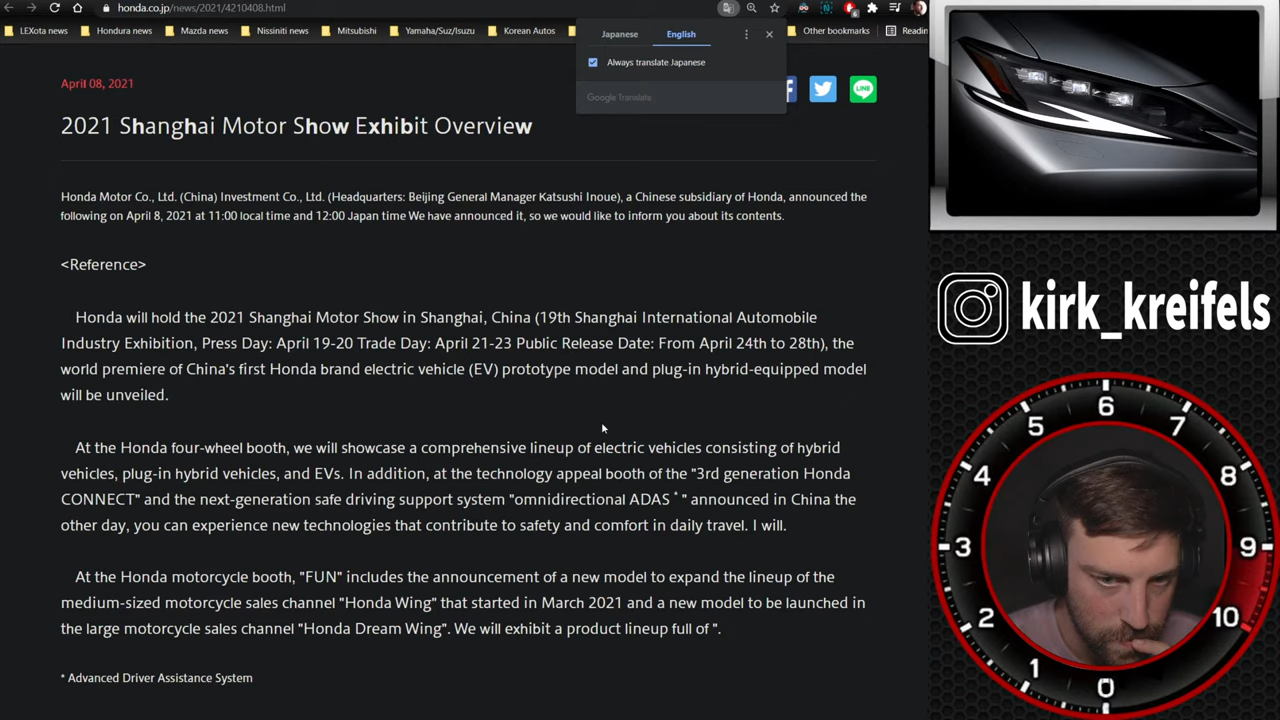 honda.co.jp/news/2021/4210408.html
6
LEXota news
Hondura news
Mazda news
Nissiniti news
Mitsibishi
Yamaha/Suz/Isuzu
Korean Autos
Other bookmarks
Readin
Japanese
English
Always translate Japanese
Google Translate
April 08, 2021
LINE
2021 Shanghai Motor Show Exhibit Overview
Honda Motor Co., Ltd. (China) Investment Co., Ltd. (Headquarters: Beijing General Manager Katsushi Inoue), a Chinese subsidiary of Honda, announced the
following on April 8, 2021 at 11:00 local time and 12:00 Japan time We have announced it, so we would like to inform you about its contents.
<Reference>
Honda will hold the 2021 Shanghai Motor Show in Shanghai, China (19th Shanghai International Automobile
Industry Exhibition, Press Day: April 19-20 Trade Day: April 21-23 Public Release Date: From April 24th to 28th), the
world premiere of China's first Honda brand electric vehicle (EV) prototype model and plug-in hybrid-equipped model
will be unveiled.
At the Honda four-wheel booth, we will showcase a comprehensive lineup of electric vehicles consisting of hybrid
vehicles, plug-in hybrid vehicles, and EVs. In addition, at the technology appeal booth of the "3rd generation Honda
CONNECT" and the next-generation safe driving support system "omnidirectional ADAS * " announced in China the
other day, you can experience new technologies that contribute to safety and comfort in daily travel. I will.
At the Honda motorcycle booth, "FUN" includes the announcement of a new model to expand the lineup of the
medium-sized motorcycle sales channel "Honda Wing" that started in March 2021 and a new model to be launched in
the large motorcycle sales channel "Honda Dream Wing". We will exhibit a product lineup full of ".
* Advanced Driver Assistance System
kirk_kreifels
6
5
7
4
8
3
9
2
10
1
0